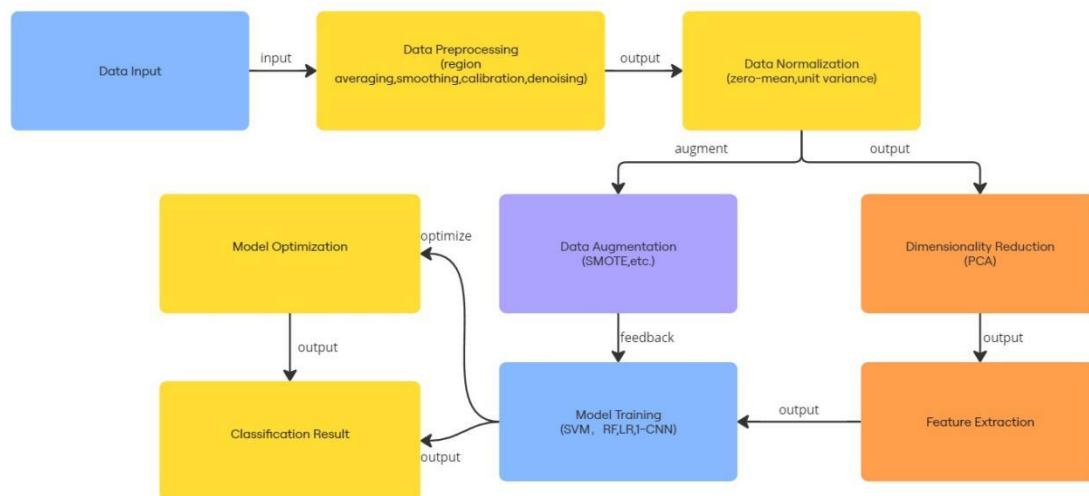 Data Input
input
Data Preprocessing
(region
averaging,smoothing,calibration,denoising)
output
Data Normalization
(zero-mean,unit variance)
augment
output
Model Optimization
optimize
Data Augmentation
(SMOTE,etc.)
Dimensionality Reduction
(PCA)
output
feedback
output
Classification Result
output
Model Training
(SVM，RF,LR,1-CNN)
output
Feature Extraction